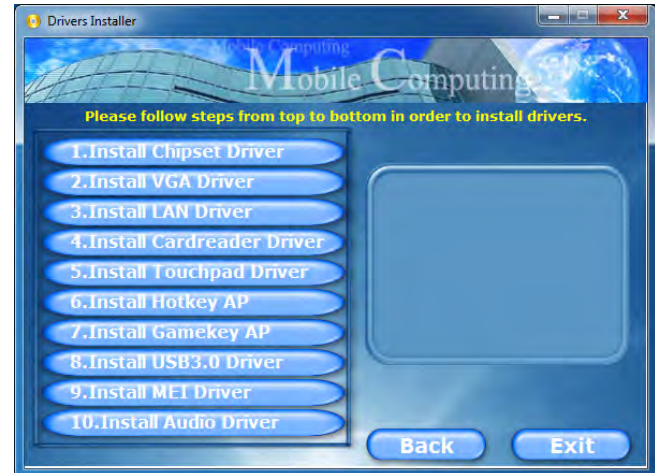 Drivers Installer
Mobile Computing
Mobile Computing
Please follow steps from top to bottom in order to install drivers.
1.Install Chipset Driver
2.Install VGA Driver
3.Install LAN Driver
4.Install Cardreader Driver
5.Install Touchpad Driver
6.Install Hotkey AP
7.Install Gamekey AP
8.Install USB3.0 Driver
9.Install MEI Driver
10.Install Audio Driver
Back
Exit